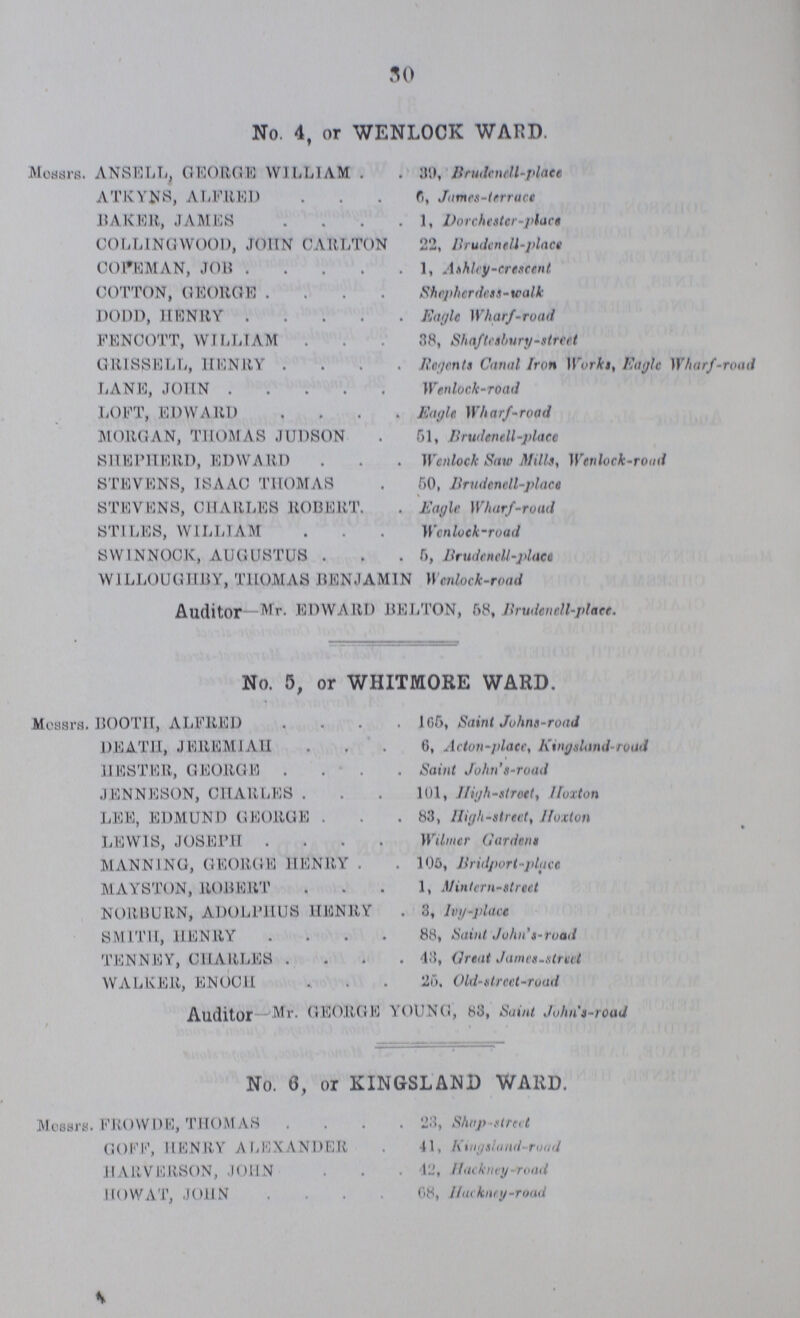 30
No. 4, or WENLOCK WARD.
Messrs. ANSELL, GEORGE WILLIAM . . 39, Brudenell-place
ATKYNS, ALFRED . . . 6, James-terrace
BAKER, JAMES . . . . 1, Dorchester-place
COLLINGWOOD, JOHN CARLTON 22, Brudenell-place
COPEMAN, JOB . . . . . 1, Ashley-crescent
COTTON, GEORGE . . . . Shepherdess-walk
DODD, HENRY . . . . . Eagle Wharf-road
FENCOTT, WILLIAM . . . 38, Shaftesbury-street
GRISSELL, HENRY . . . . Regents Canal Iron Works, Eagle Wharf-road
LANE, JOHN . . . . . Wenlock-road
LOFT, EDWARD . . . . Eagle Wharf-road
MORGAN, THOMAS JUDSON . 51, Brudenell-place
SHEPHERD, EDWARD . . . Wenlock Saw Mills, Wenlock-road
STEVENS, ISAAC THOMAS . 50, Brudenell-place
STEVENS, CHARLES ROBERT. . Eagle Wharf-road
STILES, WILLIAM . . . Wenlock-road
SWINNOCK, AUGUSTUS . . . 5, Brudenell-place
WILLOUGHBY, THOMAS BENJAMIN Wenlock-road
Auditor—Mr. EDWARD BELTON, 58, Brudenell-place.
No. 5, or WHITMORE WARD.
Messrs. BOOTH, ALFRED . . . . 165, Saint Johns-road
DEATH, JEREMIAH . . . 6, Acton-place, Kingsland-road
HESTER, GEORGE . . . . Saint John's-road
JENNESON, CHARLES . . . 101, High-street, Hoxton
LEE, EDMUND GEORGE . . . 83, High-street, Hoxton
LEWIS, JOSEPH . . . . Wilmer Gardens
MANNING, GEORGE HENRY . . 105, Bridport-place
MAYSTON, ROBERT . . . 1, Mintern-street
NORBURN, ADOLPHUS HENRY . 3, Ivy-place
SMITH, HENRY . . . . 88, Saint John's-road
TENNEY, CHARLES . . . . 43, Great James-street
WALKER, ENOCH . . . 25, Old-street-road
Auditor—Mr. GEORGE YOUNG, 83, Saint John's-road
No. 6, or KINGSLAND WARD.
Messrs. FROWDE, THOMAS . . . . 23, Shap-street
GOFF, HENRY ALEXANDER . 41, Kingsland-road
HARVERSON, JOHN . . . 42, Hackney-road
HOWAT, JOHN . . . . 68, Hackney-road